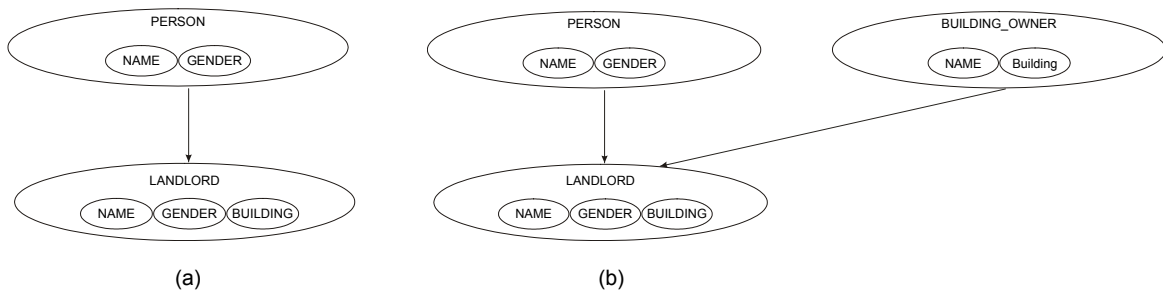 PERSON
NAME GENDER
LANDLORD
NAME GENDER BUILDING
(a)
PERSON
NAME GENDER
BUILDING_OWNER
NAME Building
LANDLORD
NAME GENDER BUILDING
(b)